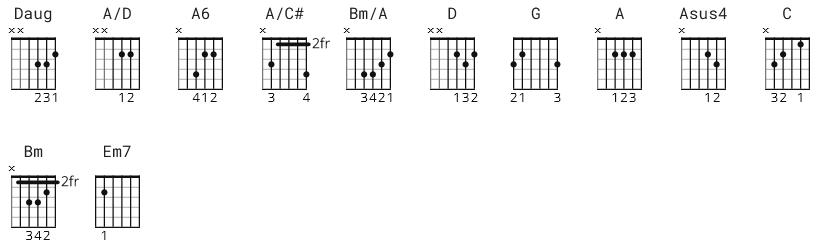 Daug A/D A6 A/C# Bm/A D G A Asus4 C
×× ×× × × × ×× × × ×
2fr
231 12 412 3 4 3421 132 21 3 123 12 32 1
Bm Em7
×
2fr
342 1